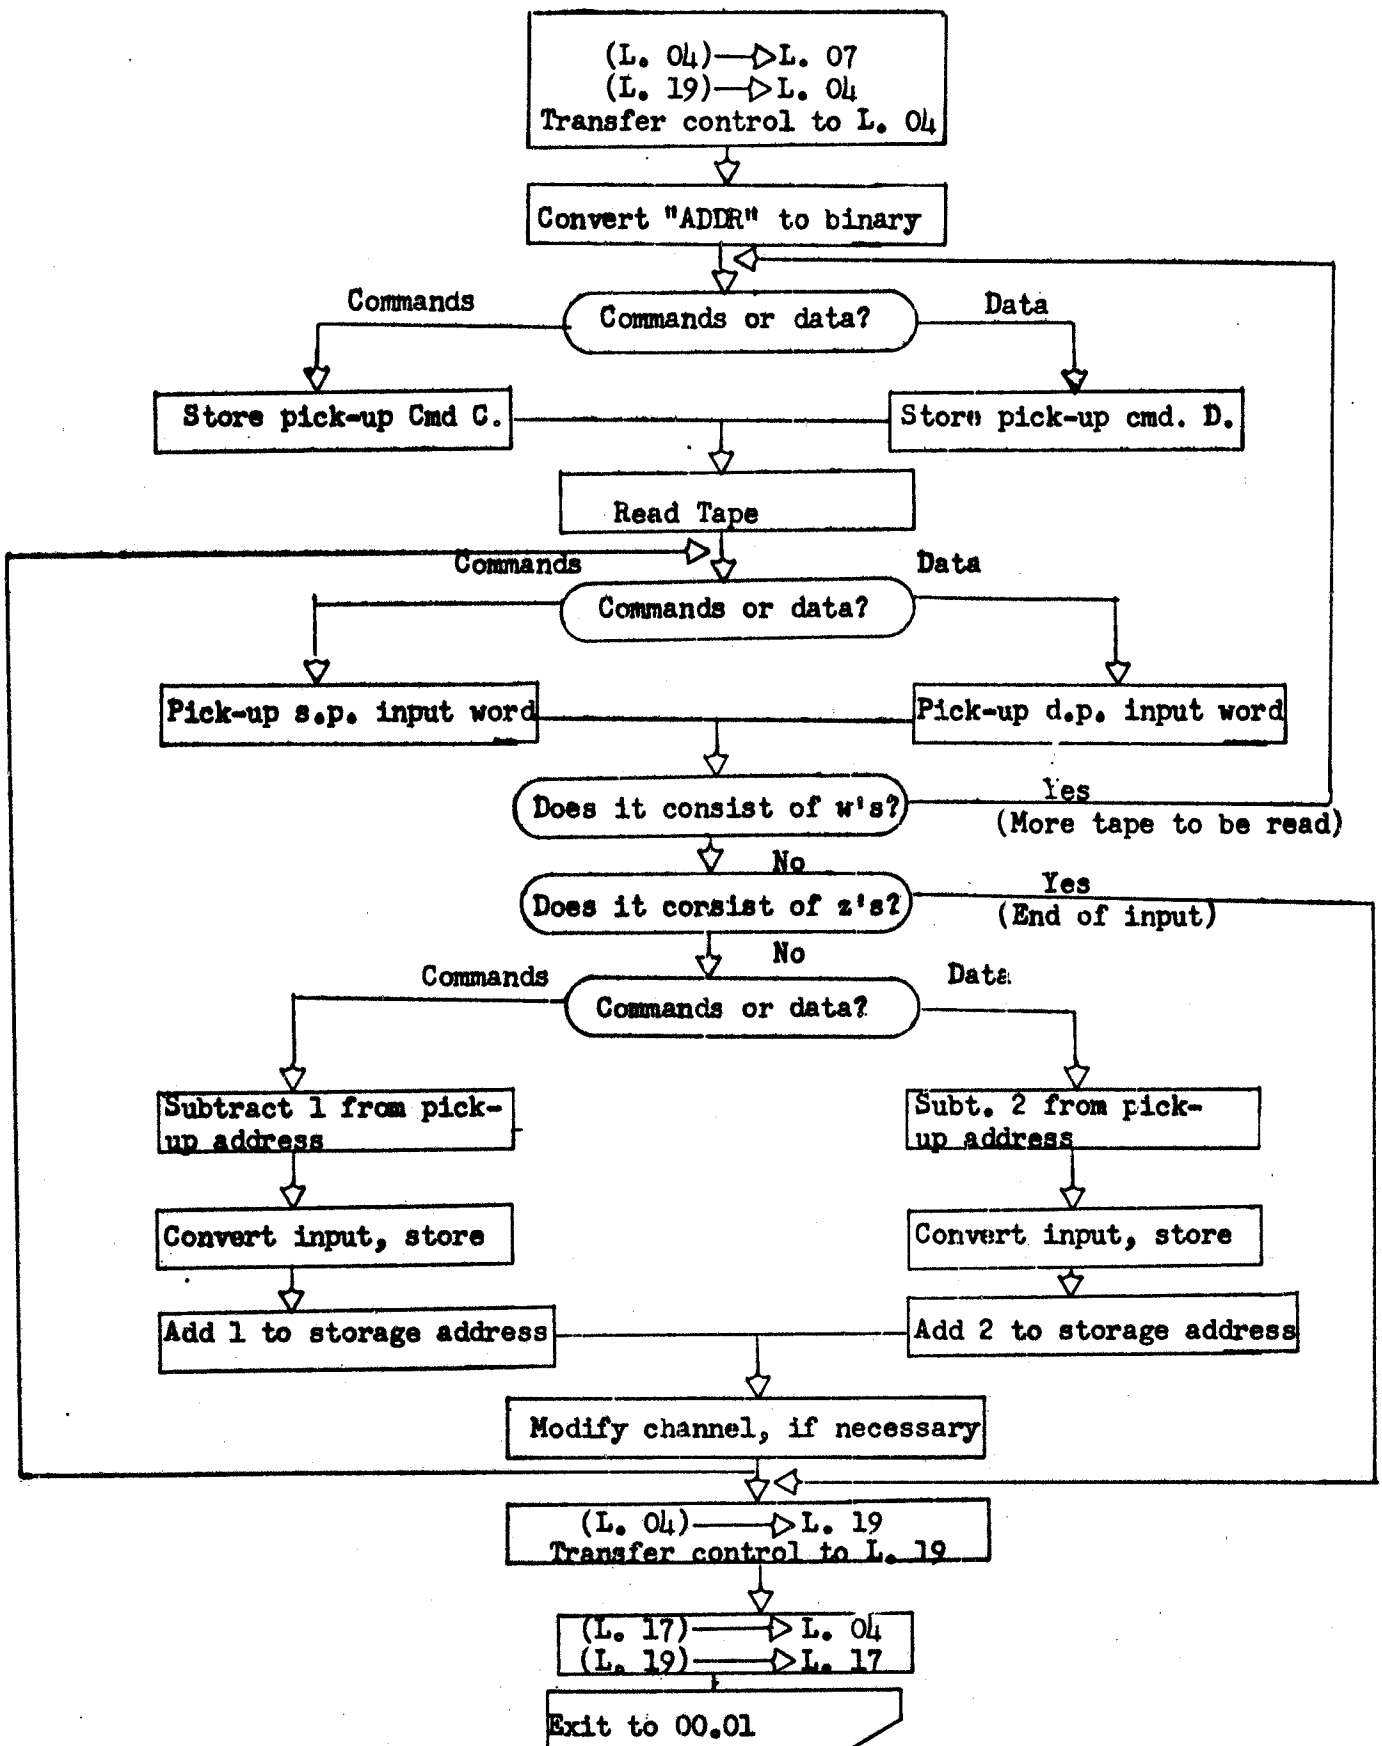 (L. 04)→L. 07
(L. 19)→L. 04
Transfer control to L. 04
Convert "ADDR" to binary
Commands
Commands or data?
Data
Store pick-up Cmd C.
Store pick-up cmd. D.
Read Tape
Commands
Commands or data?
Data
Pick-up s.p. input word
Pick-up d.p. input word
Does it consist of w's?
Yes
(More tape to be read)
No
Does it consist of z's?
Yes
(End of input)
No
Commands
Commands or data?
Data
Subtract 1 from pick-
up address
Subt. 2 from pick-
up address
Convert input, store
Convert input, store
Add 1 to storage address
Add 2 to storage address
Modify channel, if necessary
(L. 04)→L. 19
Transfer control to L. 19
(L. 17)→L. 04
(L. 19)→L. 17
Exit to 00.01